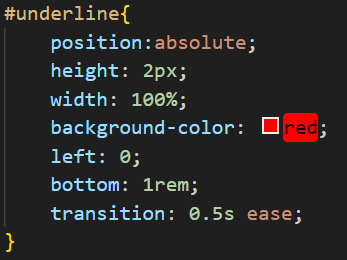 #underline{
position:absolute;
height: 2px;
width: 100%;
background-color: red;
left: 0;
bottom: 1rem;
transition: 0.5s ease;
}